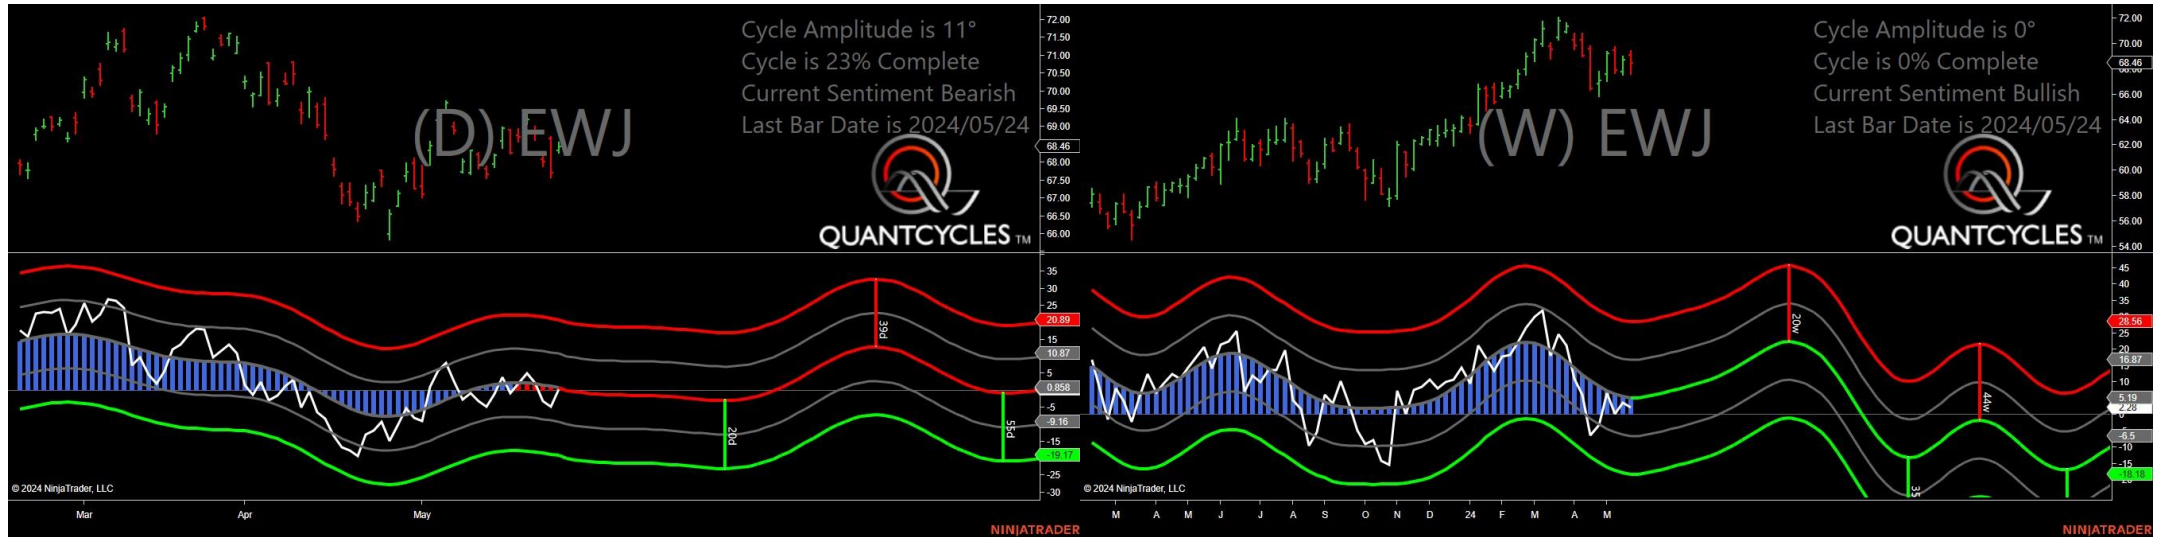 Cycle Amplitude is 11°
Cycle is 23% Complete
Current Sentiment Bearish
Last Bar Date is 2024/05/24
(D) EWJ
QUANTCYCLES TM
72.00
71.50
71.00
70.50
70.00
69.50
69.00
68.46
67.50
67.00
66.50
66.00
35
30
25
20.89
15
10.87
5
0.858
-5
-9.16
-15
-19.17
-25
-30
39d
20d
55d
© 2024 NinjaTrader, LLC
Mar
Apr
May
NINJATRADER
Cycle Amplitude is 0°
Cycle is 0% Complete
Current Sentiment Bullish
Last Bar Date is 2024/05/24
(W) EWJ
QUANTCYCLES TM
72.00
70.00
68.46
66.00
64.00
62.00
60.00
58.00
56.00
54.00
45
40
35
28.56
25
20
16.87
10
5.19
2.28
-6.5
-10
-15
-18.18
20w
44w
35
© 2024 NinjaTrader, LLC
M A M J J A S O N D 24 F M A M
NINJATRADER